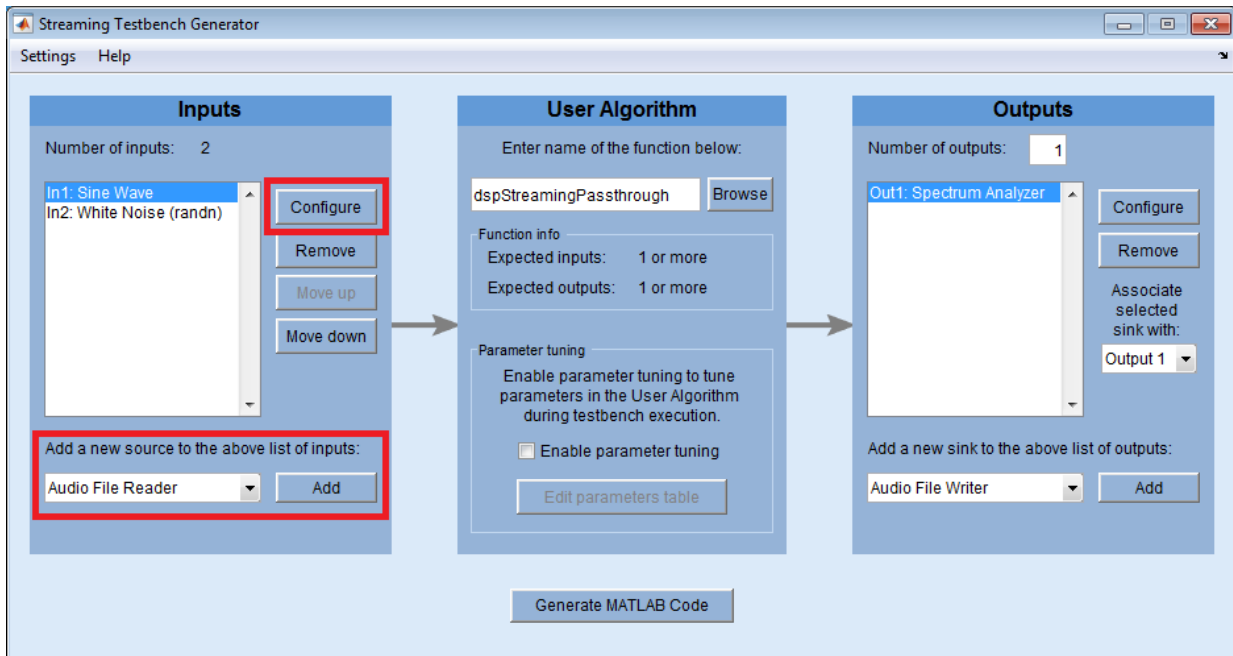 Streaming Testbench Generator
Settings Help
Inputs
Number of inputs: 2
In1: Sine Wave
In2: White Noise (randn)
Configure
Remove
Move up
Move down
Add a new source to the above list of inputs:
Audio File Reader
Add
User Algorithm
Enter name of the function below:
dspStreamingPassthrough
Browse
Function info
Expected inputs: 1 or more
Expected outputs: 1 or more
Parameter tuning
Enable parameter tuning to tune
parameters in the User Algorithm
during testbench execution.
Enable parameter tuning
Edit parameters table
Outputs
Number of outputs: 1
Out1: Spectrum Analyzer
Configure
Remove
Associate
selected
sink with:
Output 1
Add a new sink to the above list of outputs:
Audio File Writer
Add
Generate MATLAB Code